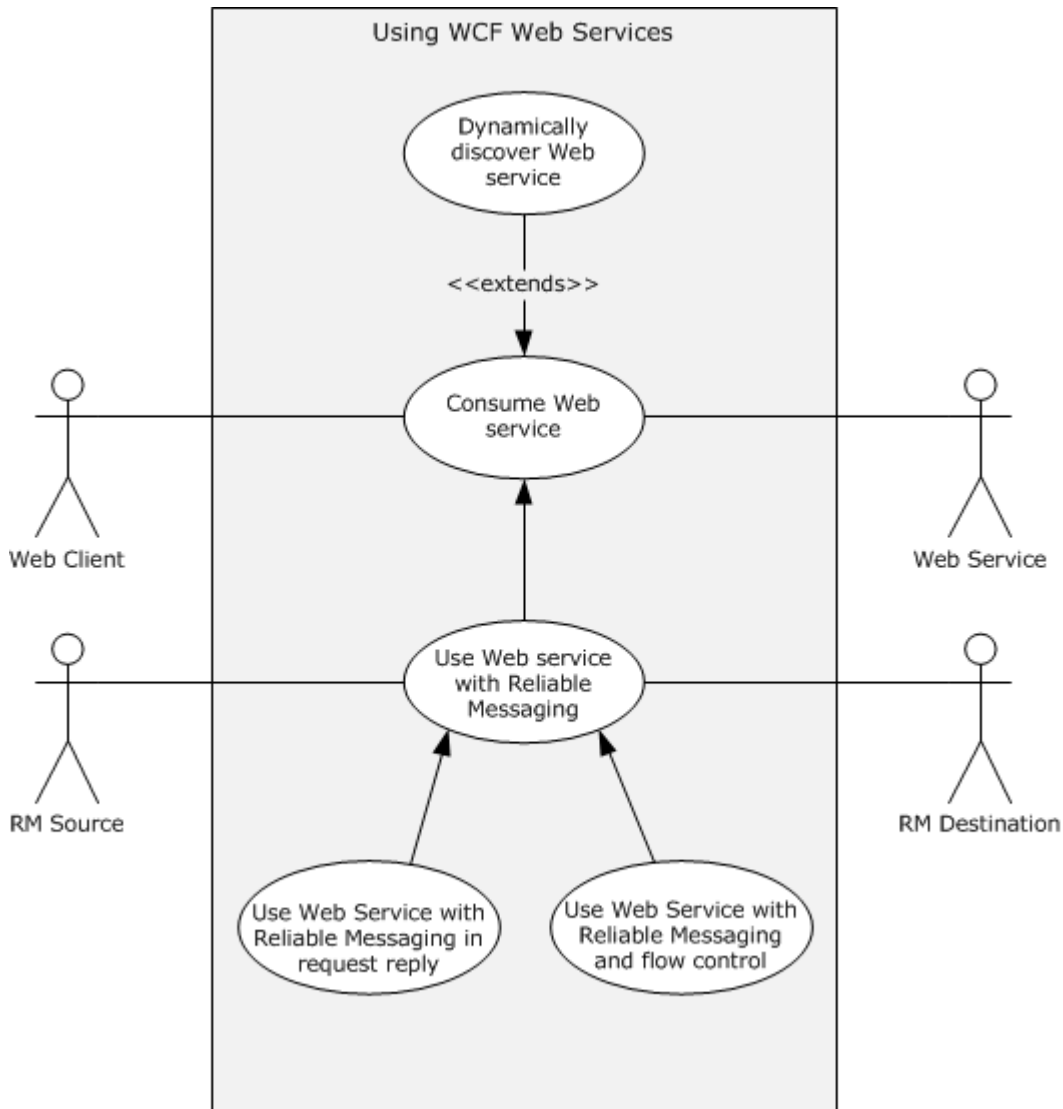 Using WCF Web Services
Dynamically
discover Web
service
<<extends>>
Consume Web
service
Web Client
Web Service
Use Web service
with Reliable
Messaging
RM Source
RM Destination
Use Web Service with
Reliable Messaging in
request reply
Use Web Service with
Reliable Messaging
and flow control